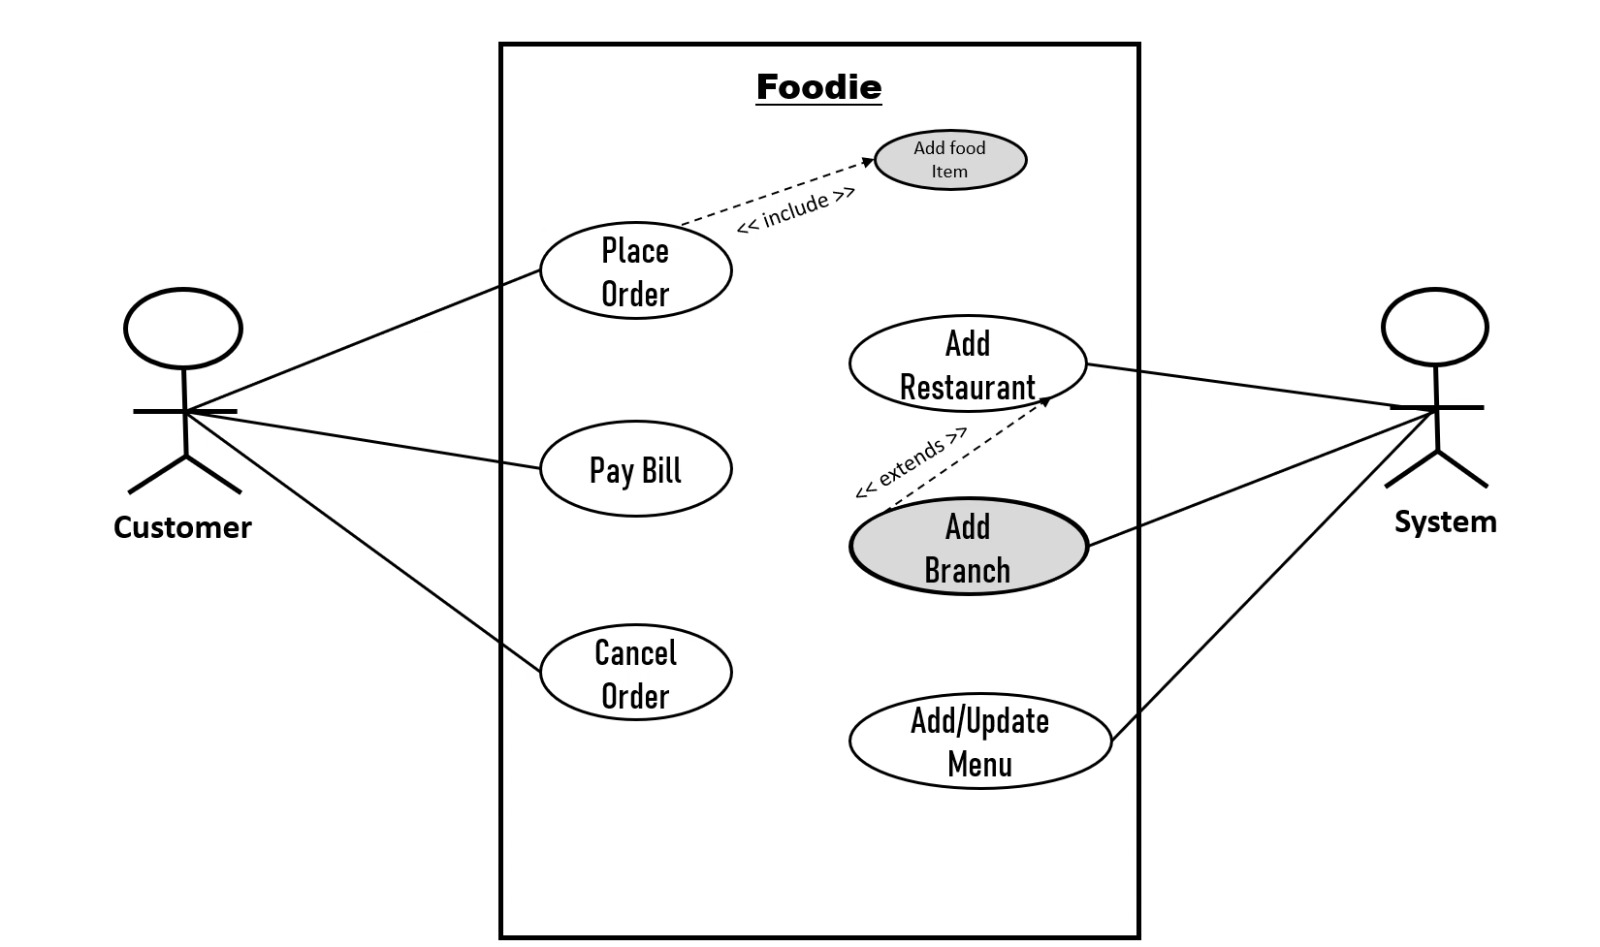 Foodie
Add food
Item
<< include >>
Place
Order
Add
Restaurant
<< extends >>
Pay Bill
Add
Branch
Customer
System
Cancel
Order
Add/Update
Menu